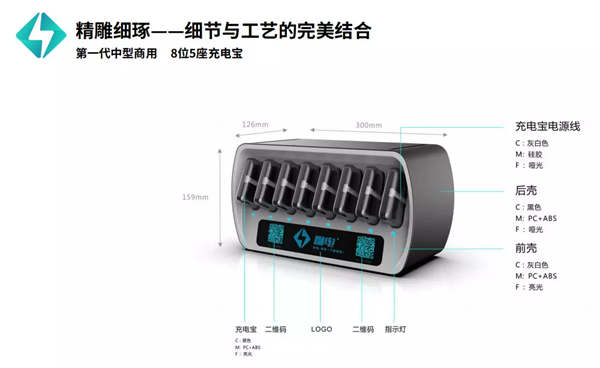 精雕细琢——细节与工艺的完美结合
第一代中型商用 8位5座充电宝
126mm
300mm
159mm
充电宝电源线
C：灰白色
M：硅胶
F：哑光
后壳
C：黑色
M：PC+ABS
F：哑光
前壳
C：灰白色
M：PC+ABS
F：亮光
咖电
充电宝 二维码 LOGO 二维码 指示灯
C：黑色
M：PC+ABS
F：亮光